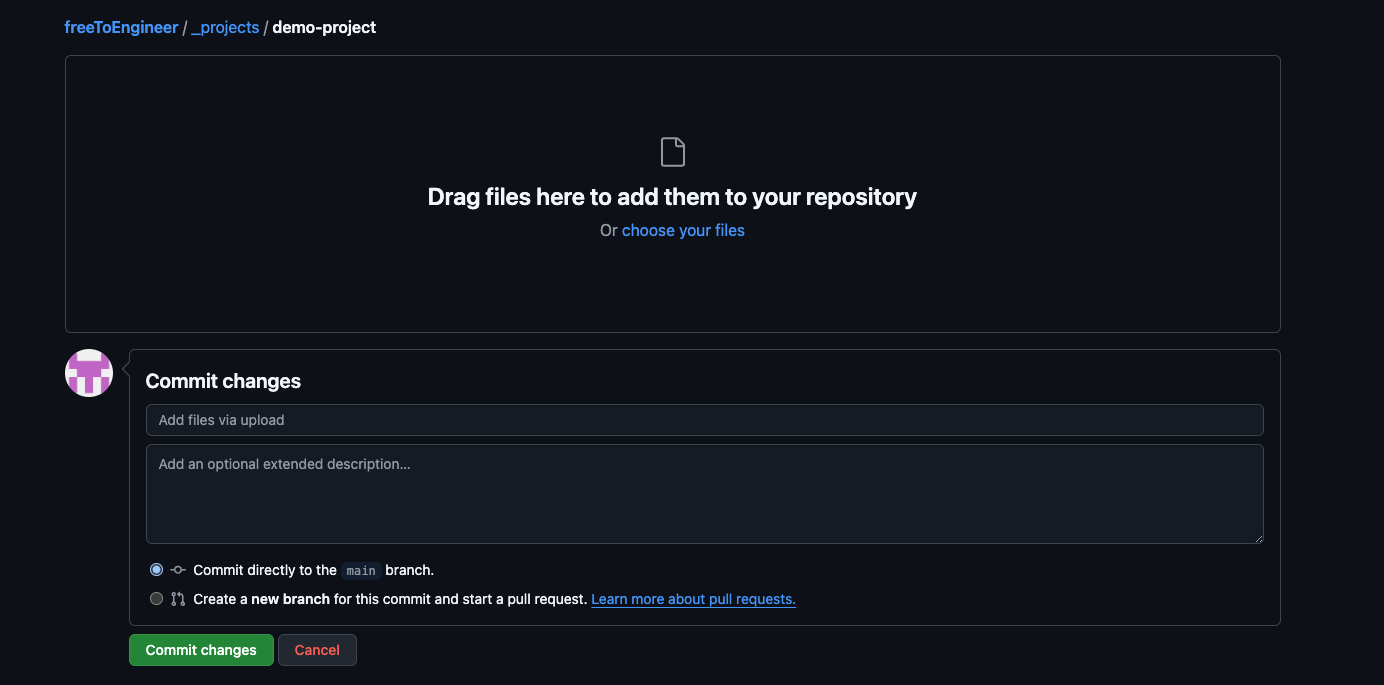 freeToEngineer / _projects / demo-project
Drag files here to add them to your repository
Or choose your files
Commit changes
Add files via upload
Add an optional extended description...
Commit directly to the main branch.
Create a new branch for this commit and start a pull request. Learn more about pull requests.
Commit changes Cancel